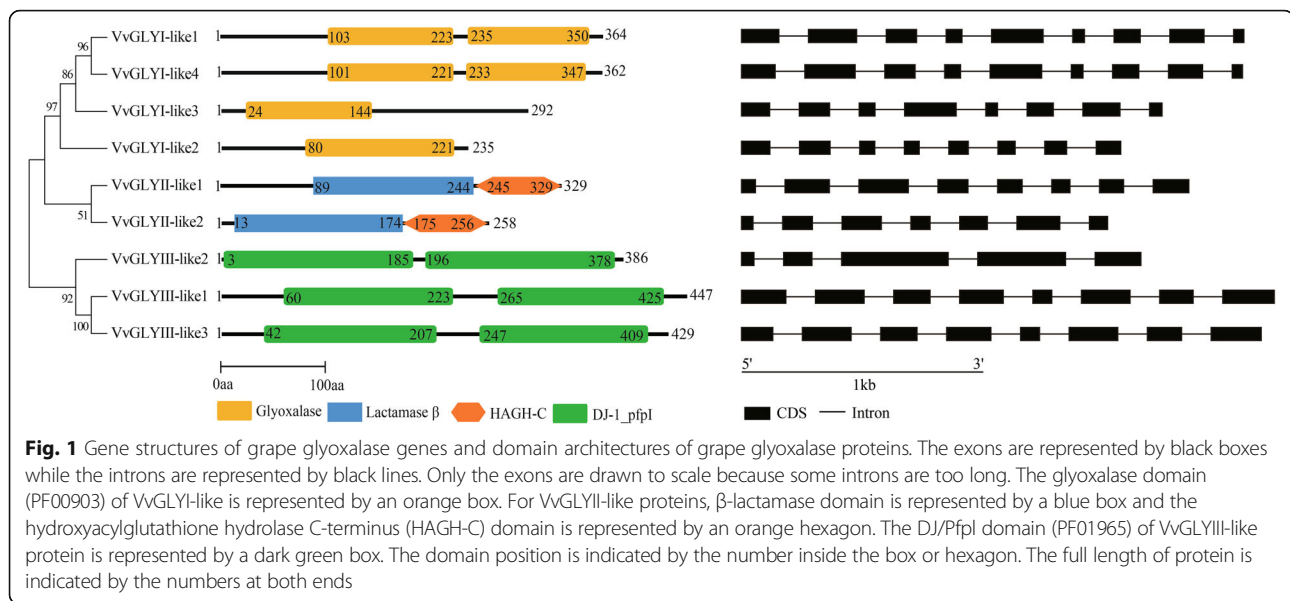 96
86
97
51
92
100
VvGLYI-like1 1 103 223 235 350 364
VvGLYI-like4 1 101 221 233 347 362
VvGLYI-like3 1 24 144 292
VvGLYI-like2 1 80 221 235
VvGLYII-like1 1 89 244 245 329 329
VvGLYII-like2 1 13 174 175 256 258
VvGLYIII-like2 1 3 185 196 378 386
VvGLYIII-like1 1 60 223 265 425 447
VvGLYIII-like3 1 42 207 247 409 429
0aa 100aa
5' 3'
1kb
Glyoxalase Lactamase β HAGH-C DJ-1_pfpI
CDS Intron
Fig. 1 Gene structures of grape glyoxalase genes and domain architectures of grape glyoxalase proteins. The exons are represented by black boxes
while the introns are represented by black lines. Only the exons are drawn to scale because some introns are too long. The glyoxalase domain
(PF00903) of VvGLYI-like is represented by an orange box. For VvGLYII-like proteins, β-lactamase domain is represented by a blue box and the
hydroxyacylglutathione hydrolase C-terminus (HAGH-C) domain is represented by an orange hexagon. The DJ/PfpI domain (PF01965) of VvGLYIII-like
protein is represented by a dark green box. The domain position is indicated by the number inside the box or hexagon. The full length of protein is
indicated by the numbers at both ends